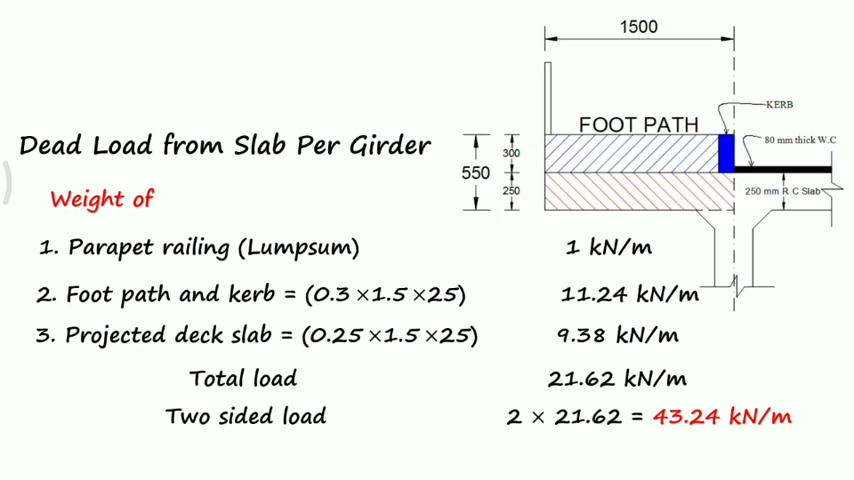 1500
KERB
FOOT PATH
80 mm thick W.C
Dead Load from Slab Per Girder
300
550
250
250 mm R.C Slab
Weight of
1. Parapet railing (Lumpsum) 1 kN/m
2. Foot path and kerb = (0.3 ×1.5 ×25) 11.24 kN/m
3. Projected deck slab = (0.25 ×1.5 ×25) 9.38 kN/m
Total load 21.62 kN/m
Two sided load 2 × 21.62 = 43.24 kN/m